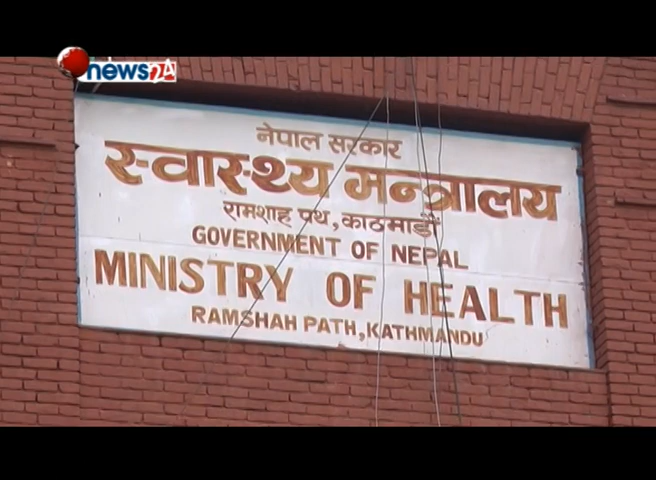 news24
नेपाल सरकार
स्वास्थ्य मन्त्रालय
रामशाह पथ, काठमाडौं
GOVERNMENT OF NEPAL
MINISTRY OF HEALTH
RAMSHAH PATH, KATHMANDU